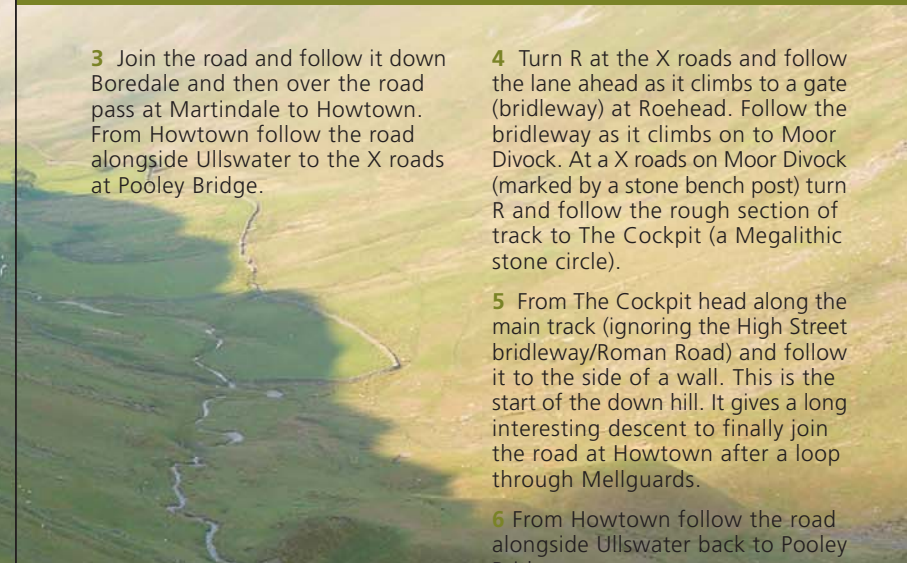 3 Join the road and follow it down
Boredale and then over the road
pass at Martindale to Howtown.
From Howtown follow the road
alongside Ullswater to the X roads
at Pooley Bridge.
4 Turn R at the X roads and follow
the lane ahead as it climbs to a gate
(bridleway) at Roehead. Follow the
bridleway as it climbs on to Moor
Divock. At a X roads on Moor Divock
(marked by a stone bench post) turn
R and follow the rough section of
track to The Cockpit (a Megalithic
stone circle).
5 From The Cockpit head along the
main track (ignoring the High Street
bridleway/Roman Road) and follow
it to the side of a wall. This is the
start of the down hill. It gives a long
interesting descent to finally join
the road at Howtown after a loop
through Mellguards.
6 From Howtown follow the road
alongside Ullswater back to Pooley